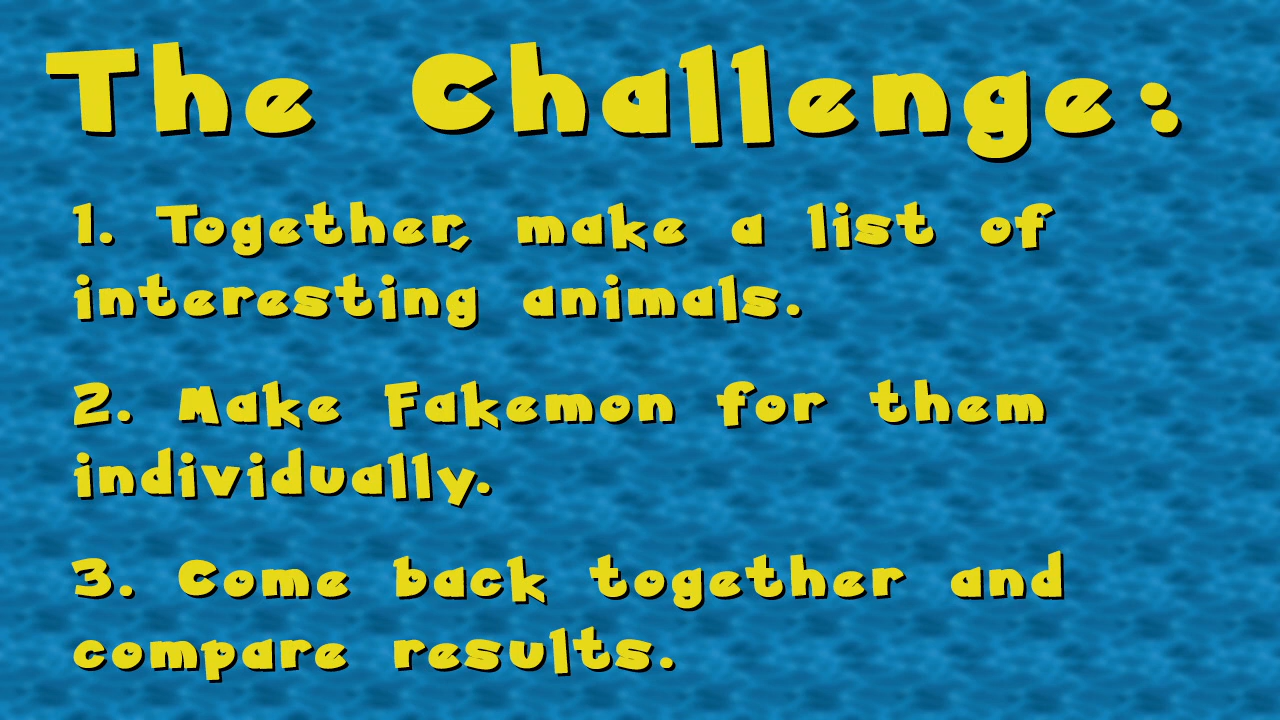 The Challenge:
1. Together, make a list of
interesting animals.
2. Make Fakemon for them
individually.
3. Come back together and
compare results.